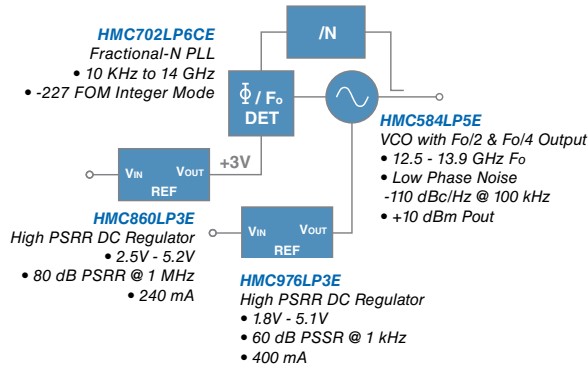 HMC702LP6CE
Fractional-N PLL
• 10 KHz to 14 GHz
• -227 FOM Integer Mode
/N
Φ / Fo
DET
HMC584LP5E
VCO with Fo/2 & Fo/4 Output
• 12.5 - 13.9 GHz Fo
• Low Phase Noise
-110 dBc/Hz @ 100 kHz
• +10 dBm Pout
VIN VOUT
REF
+3V
HMC860LP3E
High PSRR DC Regulator
• 2.5V - 5.2V
• 80 dB PSRR @ 1 MHz
• 240 mA
VIN VOUT
REF
HMC976LP3E
High PSRR DC Regulator
• 1.8V - 5.1V
• 60 dB PSSR @ 1 kHz
• 400 mA